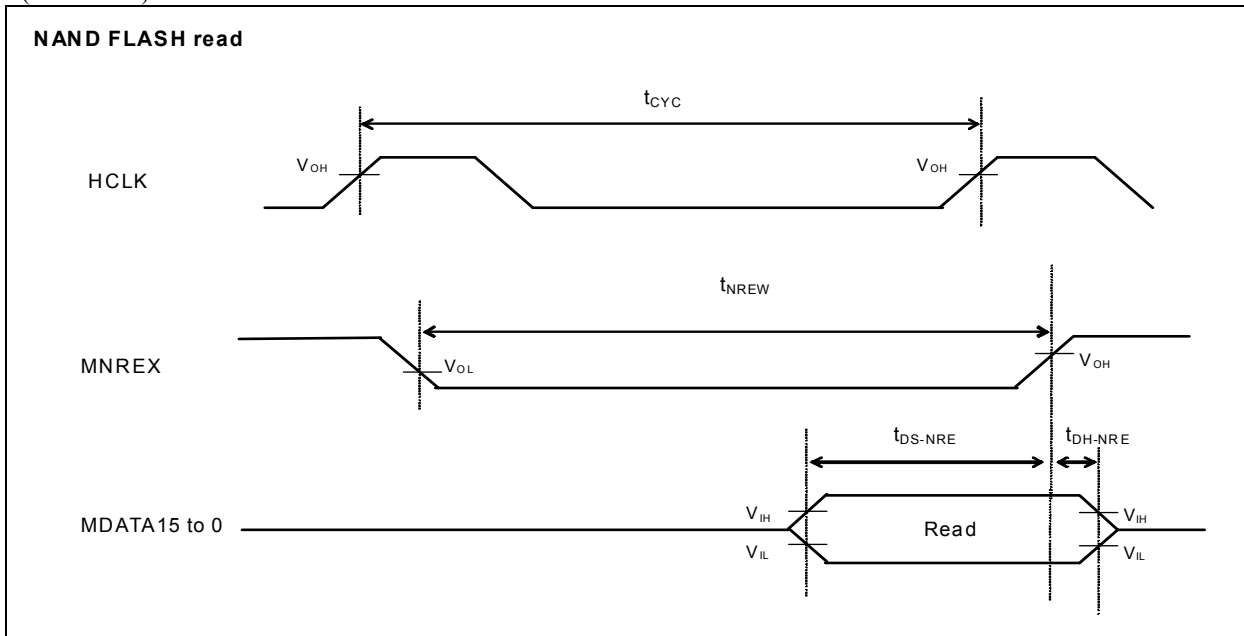 NAND FLASH read
tCYC
VOH
VOH
HCLK
tNREW
MNREX
VOL
VOH
tDS-NRE
tDH-NRE
VIH
VIH
MDATA15 to 0
Read
VIL
VIL